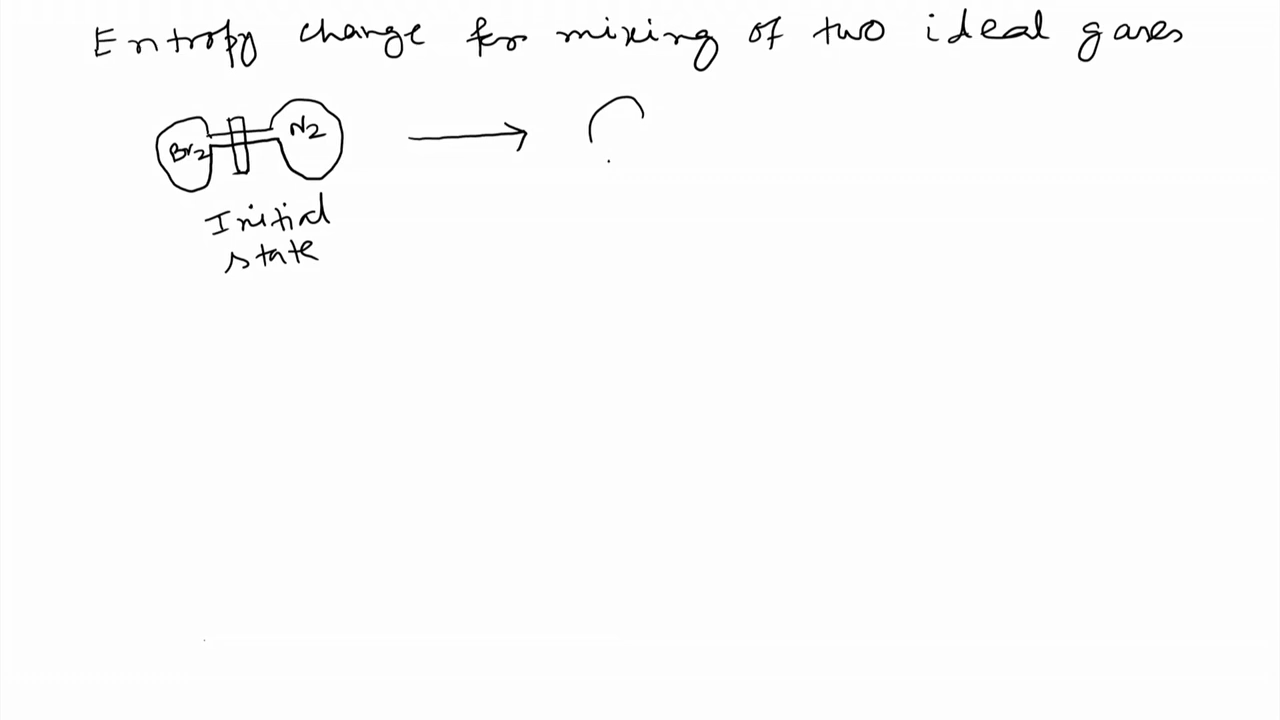 Entropy change for mixing of two ideal gases
Br2 N2
Initial
state